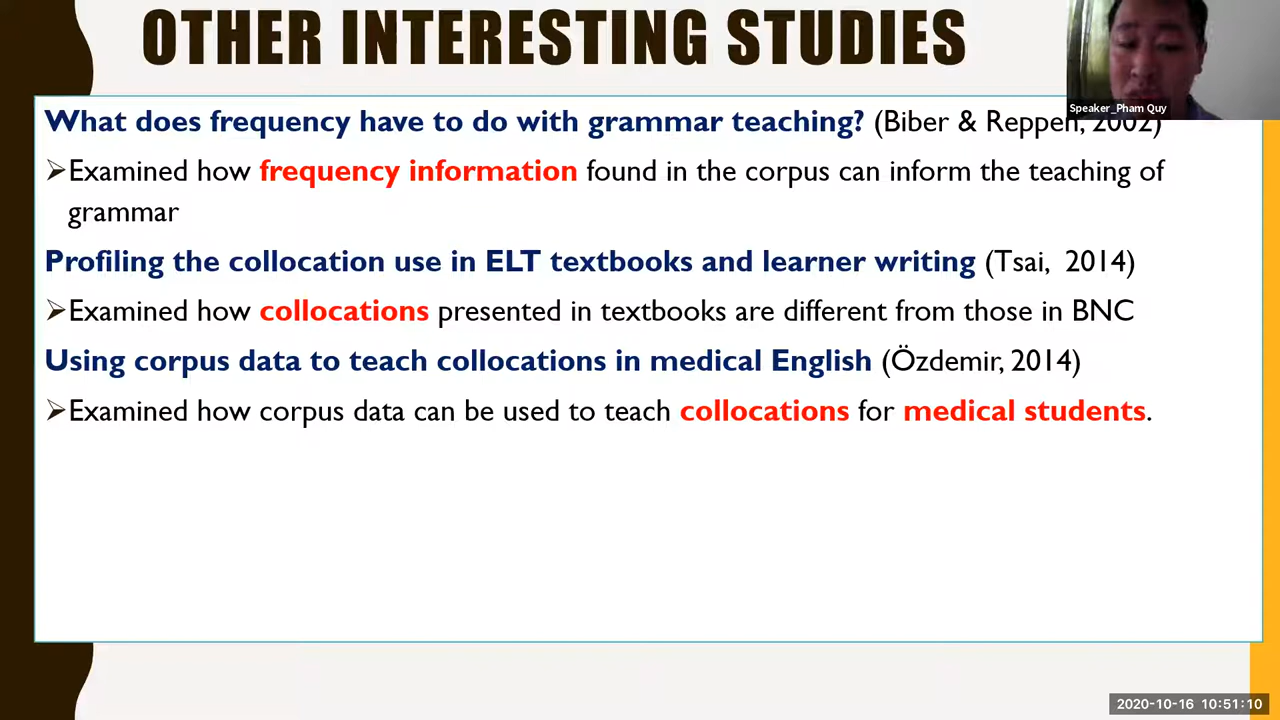 OTHER INTERESTING STUDIES
Speaker_Pham Quy
What does frequency have to do with grammar teaching? (Biber & Reppen, 2002)
➢Examined how frequency information found in the corpus can inform the teaching of
grammar
Profiling the collocation use in ELT textbooks and learner writing (Tsai, 2014)
➢Examined how collocations presented in textbooks are different from those in BNC
Using corpus data to teach collocations in medical English (Özdemir, 2014)
➢Examined how corpus data can be used to teach collocations for medical students.
2020-10-16 10:51:10